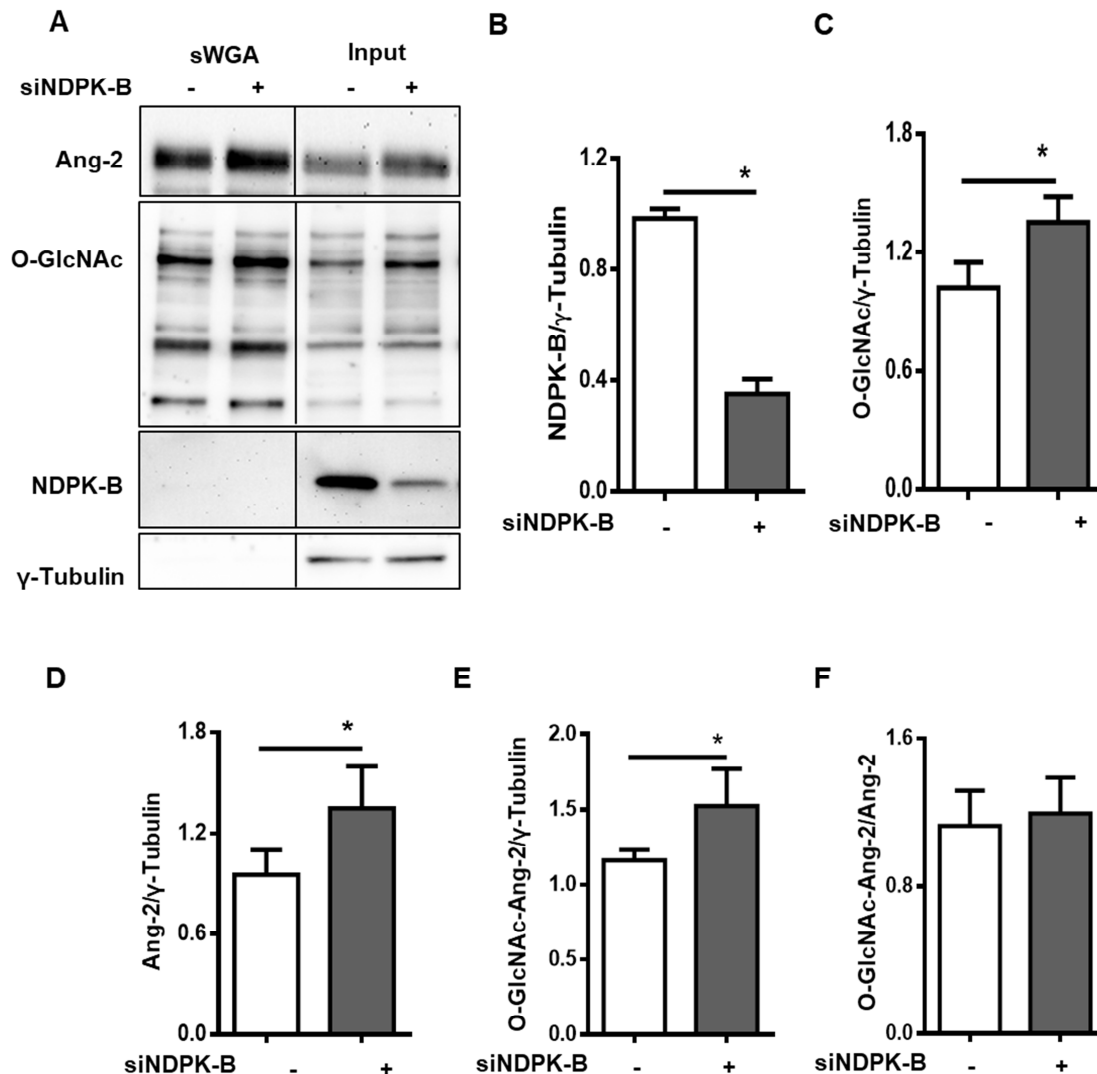 A
sWGA Input
siNDPK-B - + - +
Ang-2
O-GlcNAc
NDPK-B
γ-Tubulin
B
NDPK-B/γ-Tubulin
1.2
0.8
0.4
0.0
*
siNDPK-B - +
C
O-GlcNAc/γ-Tubulin
1.8
1.2
0.6
0.0
*
siNDPK-B - +
D
Ang-2/γ-Tubulin
1.8
1.2
0.6
0.0
*
siNDPK-B - +
E
O-GlcNAc-Ang-2/γ-Tubulin
2.0
1.5
1.0
0.5
0.0
*
siNDPK-B - +
F
O-GlcNAc-Ang-2/Ang-2
1.6
0.8
0.0
siNDPK-B - +